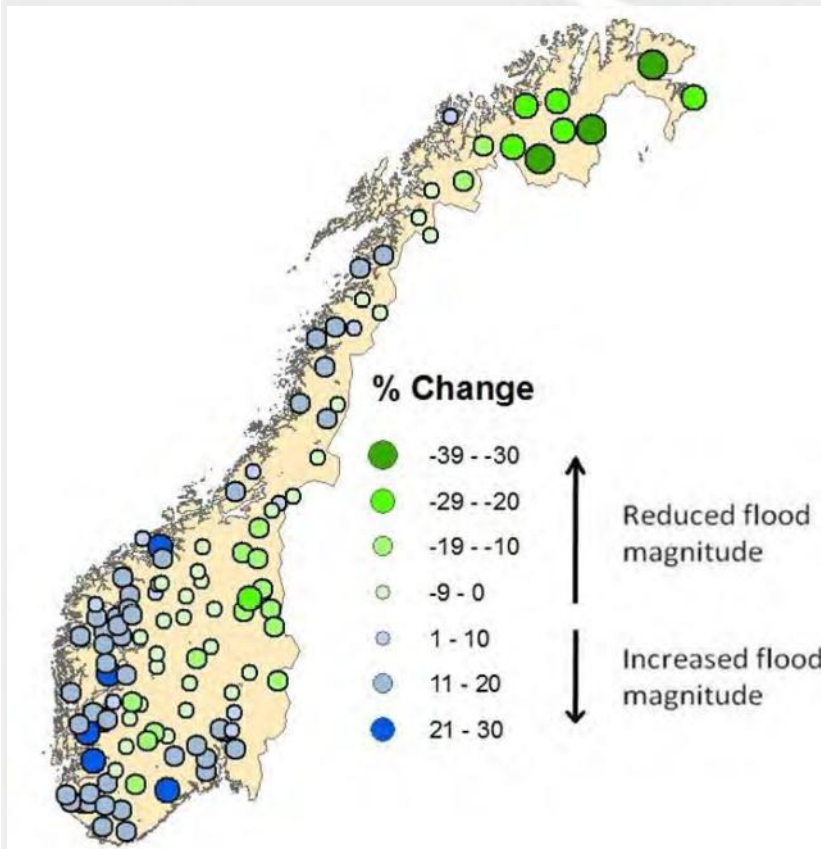 % Change
-39 - -30
-29 - -20
-19 - -10
-9 - 0
1 - 10
11 - 20
21 - 30
Reduced flood
magnitude
Increased flood
magnitude